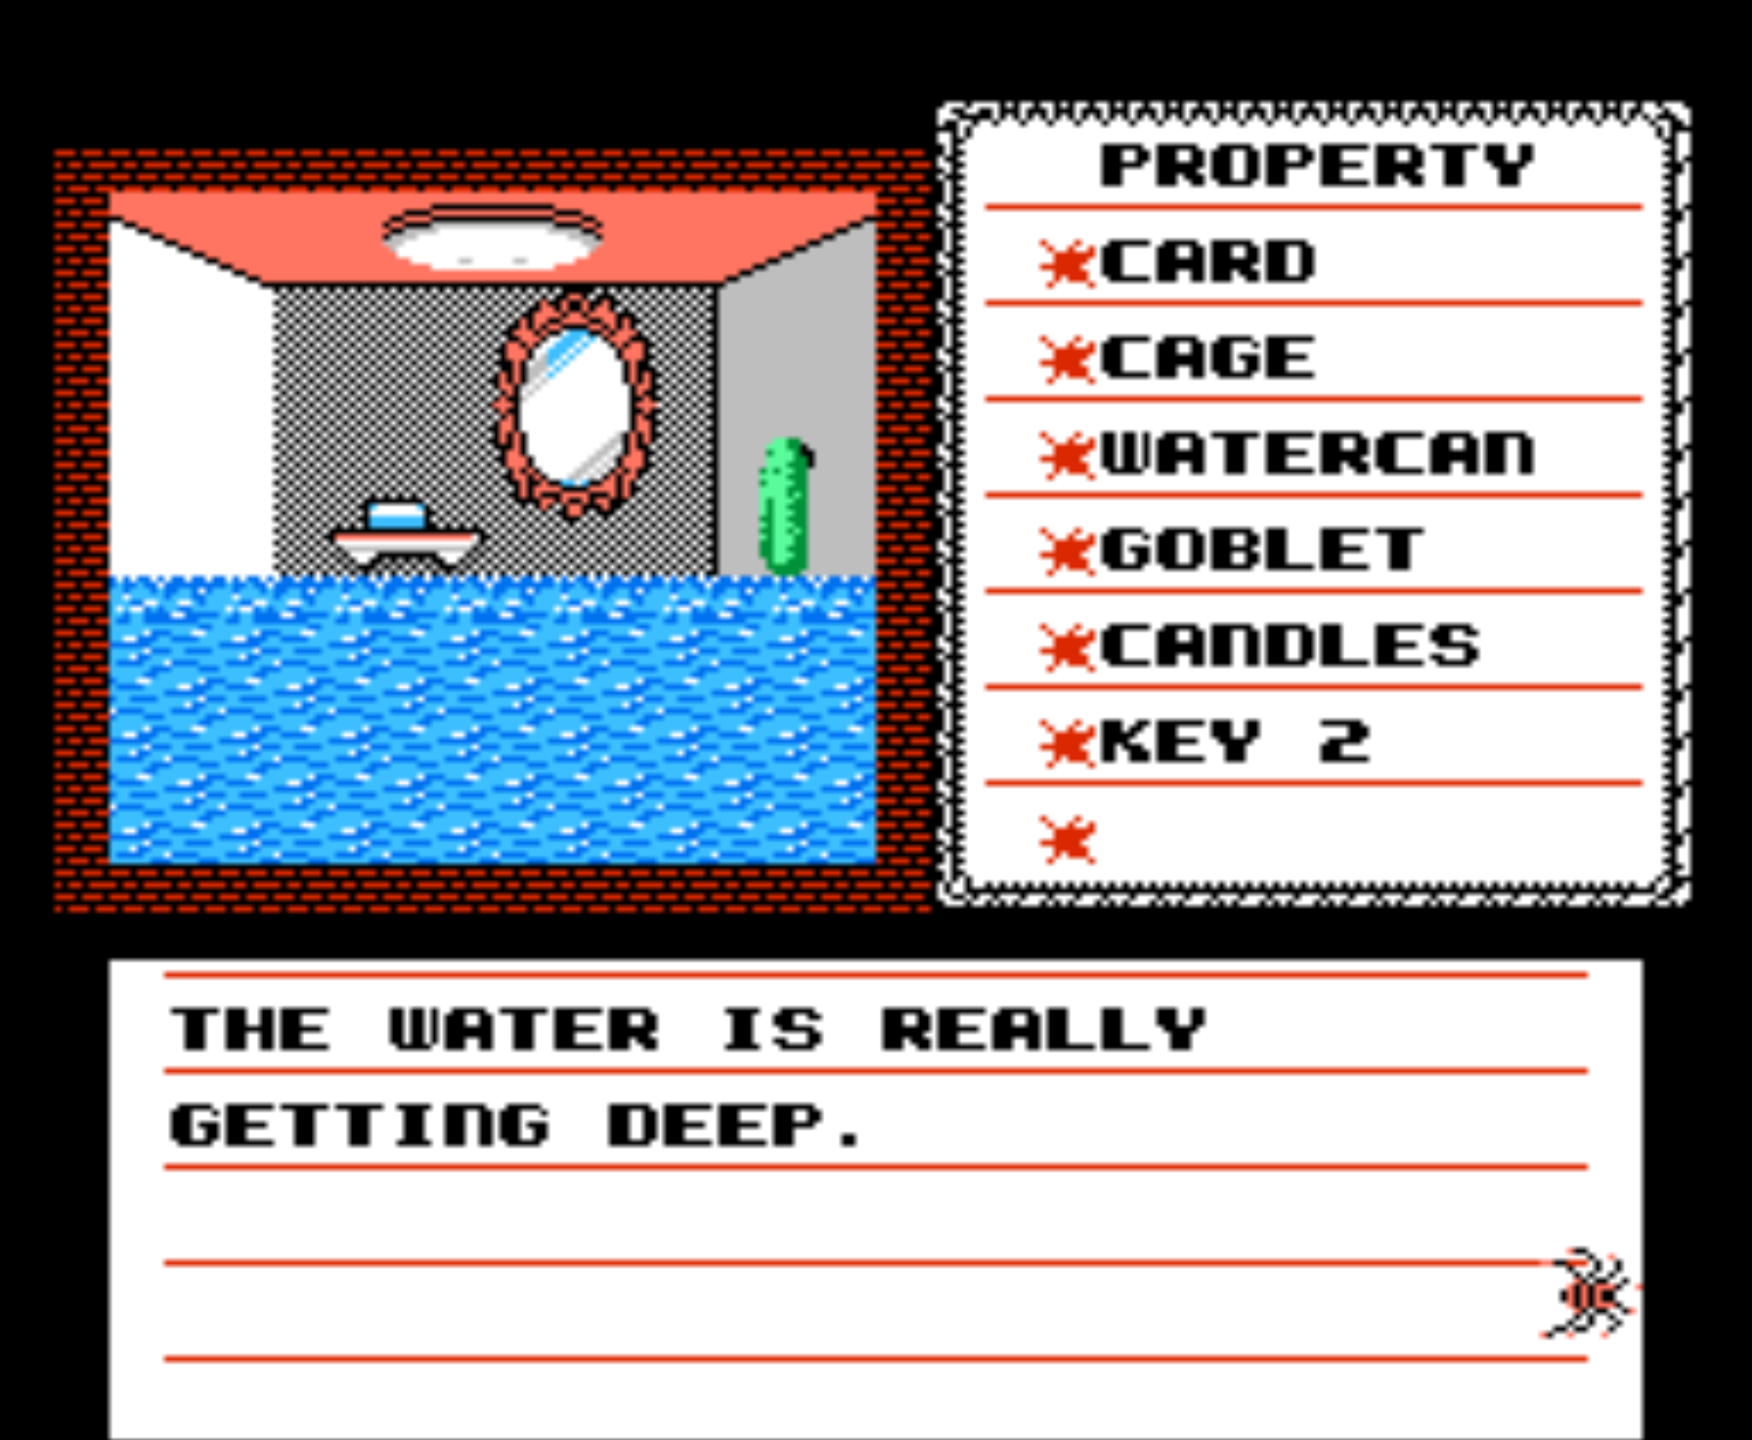 PROPERTY
CARD
CAGE
WATERCAN
GOBLET
CANDLES
KEY 2
THE WATER IS REALLY
GETTING DEEP.